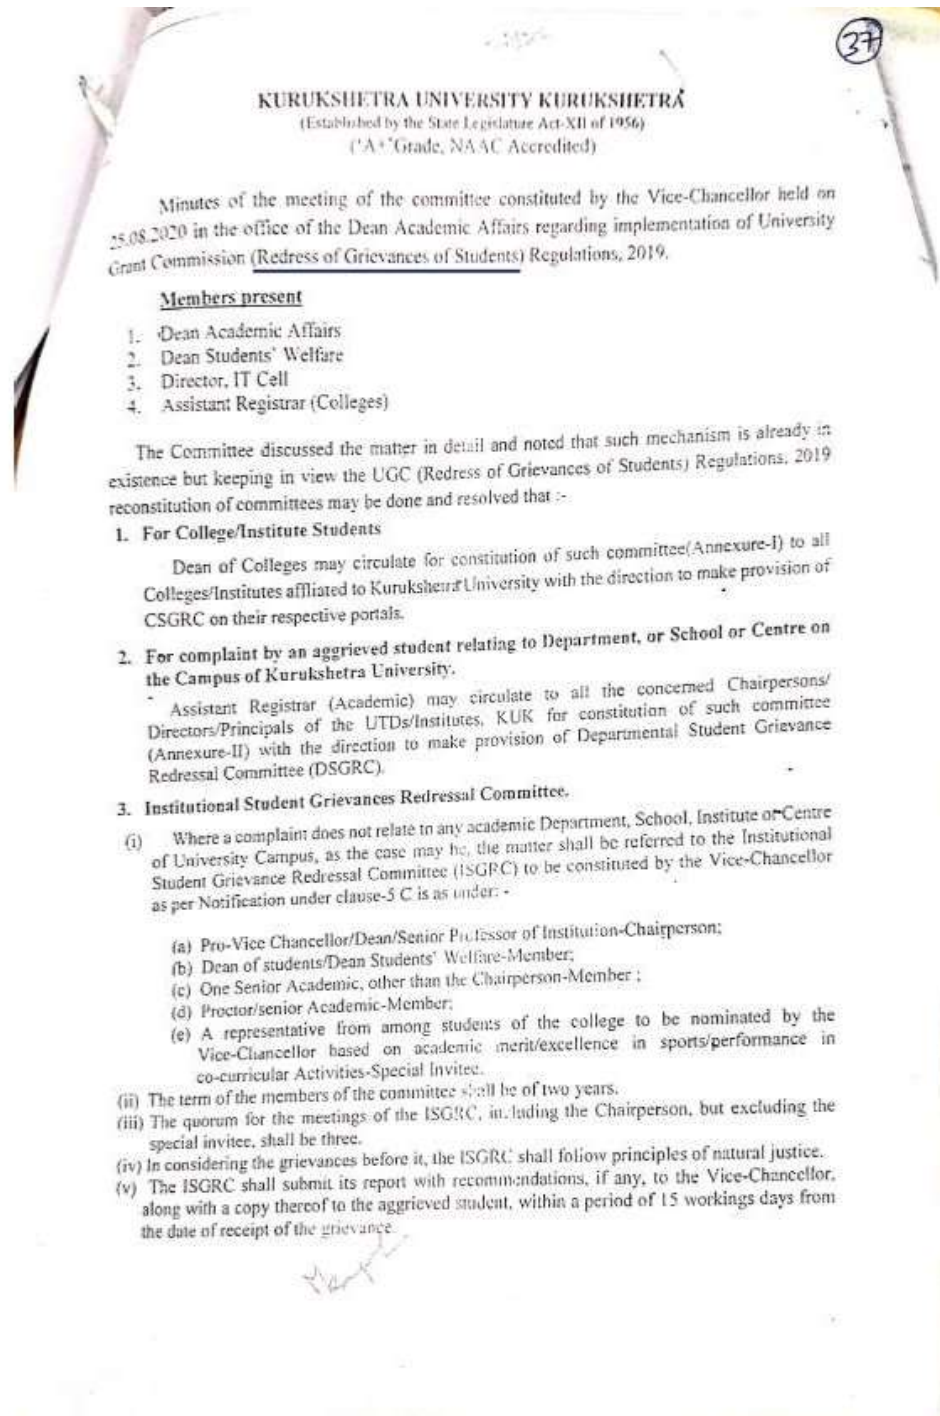 37
KURUKSHETRA UNIVERSITY KURUKSHETRA
(Established by the State Legislature Act-XII of 1956)
('A+'Grade, NAAC Accredited)
Minutes of the meeting of the committee constituted by the Vice-Chancellor held on
25.08.2020 in the office of the Dean Academic Affairs regarding implementation of University
Grant Commission (Redress of Grievances of Students) Regulations, 2019.
Members present
1. Dean Academic Affairs
2. Dean Students' Welfare
3. Director, IT Cell
4. Assistant Registrar (Colleges)
The Committee discussed the matter in detail and noted that such mechanism is already in
existence but keeping in view the UGC (Redress of Grievances of Students) Regulations, 2019
reconstitution of committees may be done and resolved that :-
1. For College/Institute Students
Dean of Colleges may circulate for constitution of such committee(Annexure-I) to all
Colleges/Institutes affliated to Kurukshetra University with the direction to make provision of
CSGRC on their respective portals.
2. For complaint by an aggrieved student relating to Department, or School or Centre on
the Campus of Kurukshetra University.
Assistant Registrar (Academic) may circulate to all the concerned Chairpersons/
Directors/Principals of the UTDs/Institutes, KUK for constitution of such committee
(Annexure-II) with the direction to make provision of Departmental Student Grievance
Redressal Committee (DSGRC).
3. Institutional Student Grievances Redressal Committee.
(i) Where a complaint does not relate to any academic Department, School, Institute or Centre
of University Campus, as the case may be, the matter shall be referred to the Institutional
Student Grievance Redressal Committee (ISGRC) to be constituted by the Vice-Chancellor
as per Notification under clause-5 C is as under: -
(a) Pro-Vice Chancellor/Dean/Senior Professor of Institution-Chairperson;
(b) Dean of students/Dean Students' Welfare-Member;
(c) One Senior Academic, other than the Chairperson-Member ;
(d) Proctor/senior Academic-Member;
(e) A representative from among students of the college to be nominated by the
Vice-Chancellor based on academic merit/excellence in sports/performance in
co-curricular Activities-Special Invitee.
(ii) The term of the members of the committee shall be of two years.
(iii) The quorum for the meetings of the ISGRC, including the Chairperson, but excluding the
special invitee, shall be three.
(iv) In considering the grievances before it, the ISGRC shall follow principles of natural justice.
(v) The ISGRC shall submit its report with recommendations, if any, to the Vice-Chancellor,
along with a copy thereof to the aggrieved student, within a period of 15 workings days from
the date of receipt of the grievance.